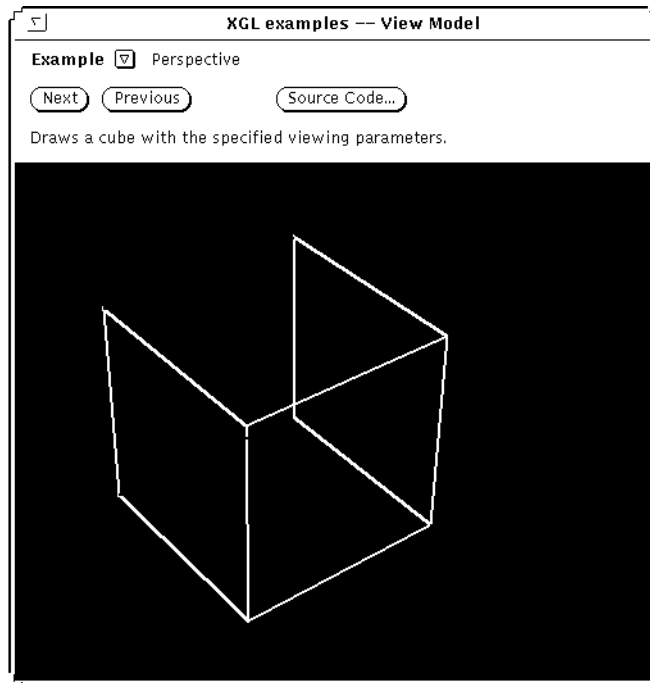 XGL examples -- View Model
Example Perspective
Next Previous Source Code...
Draws a cube with the specified viewing parameters.